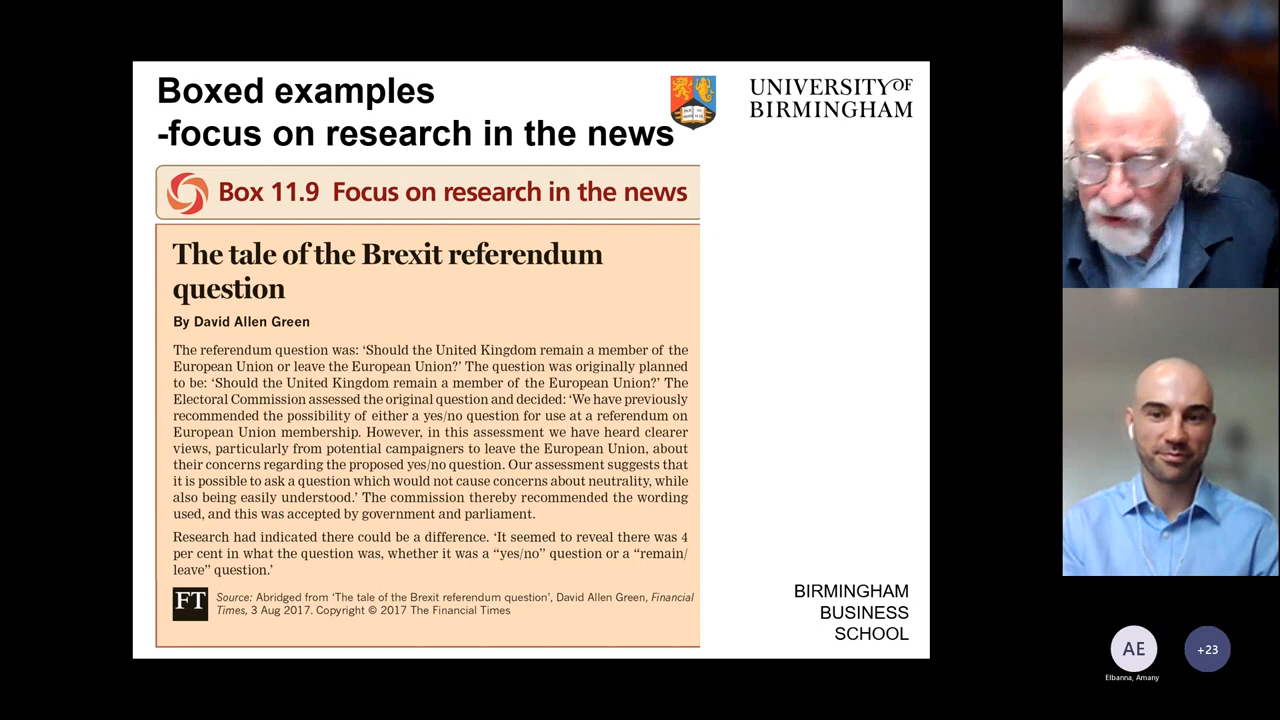 Boxed examples
-focus on research in the news
UNIVERSITY OF
BIRMINGHAM
Box 11.9 Focus on research in the news
The tale of the Brexit referendum
question
By David Allen Green
The referendum question was: ‘Should the United Kingdom remain a member of the
European Union or leave the European Union?’ The question was originally planned
to be: ‘Should the United Kingdom remain a member of the European Union?’ The
Electoral Commission assessed the original question and decided: ‘We have previously
recommended the possibility of either a yes/no question for use at a referendum on
European Union membership. However, in this assessment we have heard clearer
views, particularly from potential campaigners to leave the European Union, about
their concerns regarding the proposed yes/no question. Our assessment suggests that
it is possible to ask a question which would not cause concerns about neutrality, while
also being easily understood.’ The commission thereby recommended the wording
used, and this was accepted by government and parliament.
Research had indicated there could be a difference. ‘It seemed to reveal there was 4
per cent in what the question was, whether it was a “yes/no” question or a “remain/
leave” question.’
FT
Source: Abridged from ‘The tale of the Brexit referendum question’, David Allen Green, Financial
Times, 3 Aug 2017. Copyright © 2017 The Financial Times
BIRMINGHAM
BUSINESS
SCHOOL
AE
+23
Elbanna, Amany